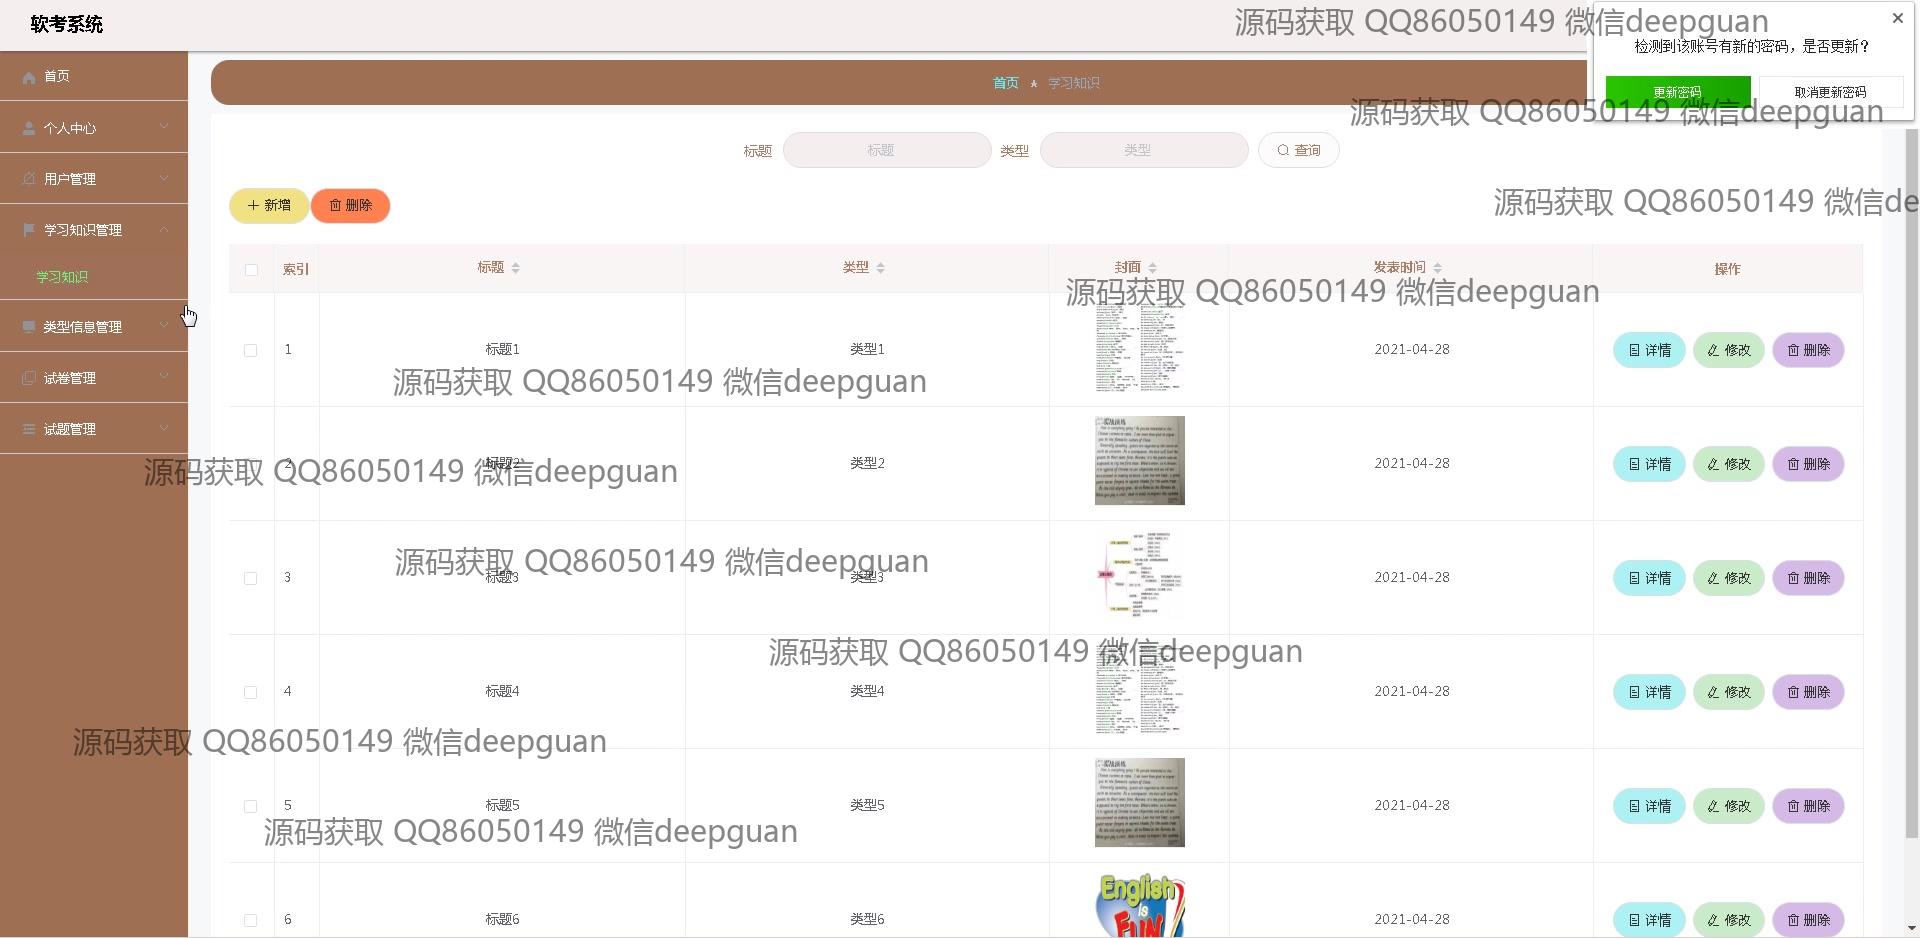 软考系统
源码获取 QQ86050149 微信deepguan
检测到该账号有新的密码，是否更新？
更新密码
取消更新密码
首页
个人中心
用户管理
学习知识管理
学习知识
类型信息管理
试卷管理
试题管理
首页 学习知识
源码获取 QQ86050149 微信deepguan
标题 标题 类型 类型 查询
源码获取 QQ86050149 微信de
新增 删除
索引 标题 类型 封面 发表时间 操作
源码获取 QQ86050149 微信deepguan
1 标题1 类型1 2021-04-28 详情 修改 删除
源码获取 QQ86050149 微信deepguan
2 标题2 类型2 2021-04-28 详情 修改 删除
源码获取 QQ86050149 微信deepguan
源码获取 QQ86050149 微信deepguan
3 标题3 类型3 2021-04-28 详情 修改 删除
源码获取 QQ86050149 微信deepguan
4 标题4 类型4 2021-04-28 详情 修改 删除
源码获取 QQ86050149 微信deepguan
5 标题5 类型5 2021-04-28 详情 修改 删除
源码获取 QQ86050149 微信deepguan
English
is
FUN
6 标题6 类型6 2021-04-28 详情 修改 删除